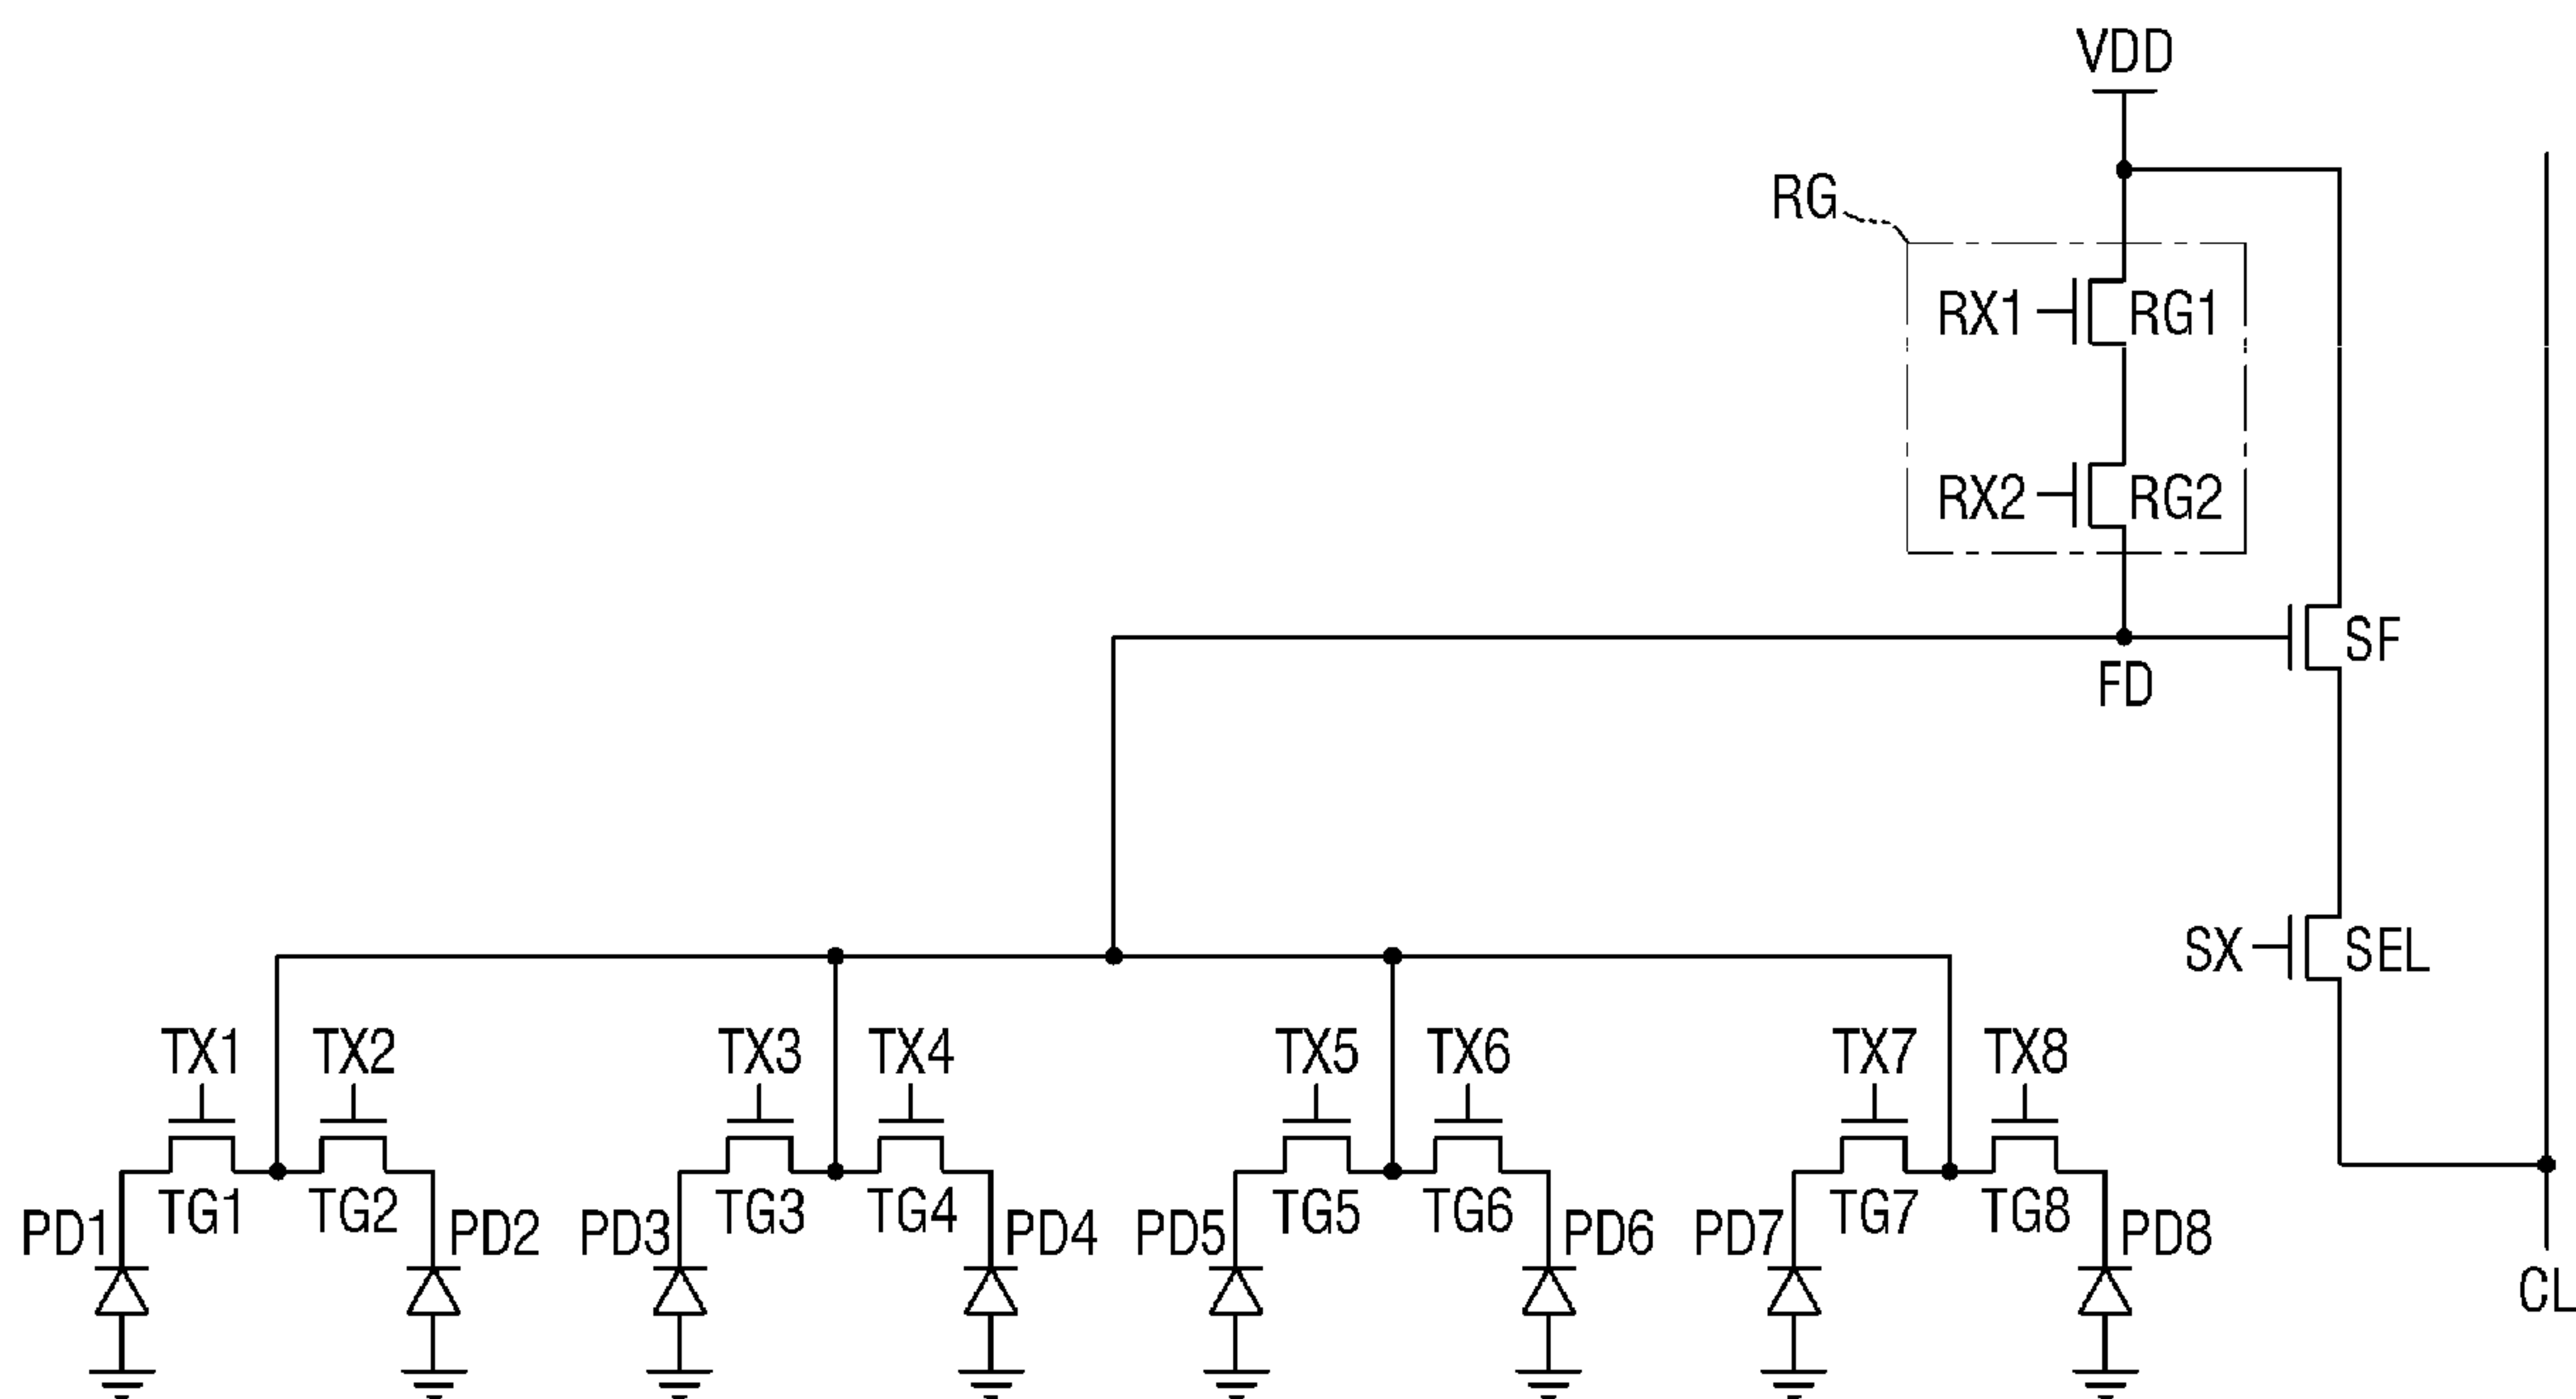 VDD
RG
RX1 RG1
RX2 RG2
SF
FD
SX SEL
TX1 TX2 TX3 TX4 TX5 TX6 TX7 TX8
TG1 TG2 TG3 TG4 TG5 TG6 TG7 TG8
PD1 PD2 PD3 PD4 PD5 PD6 PD7 PD8
CL